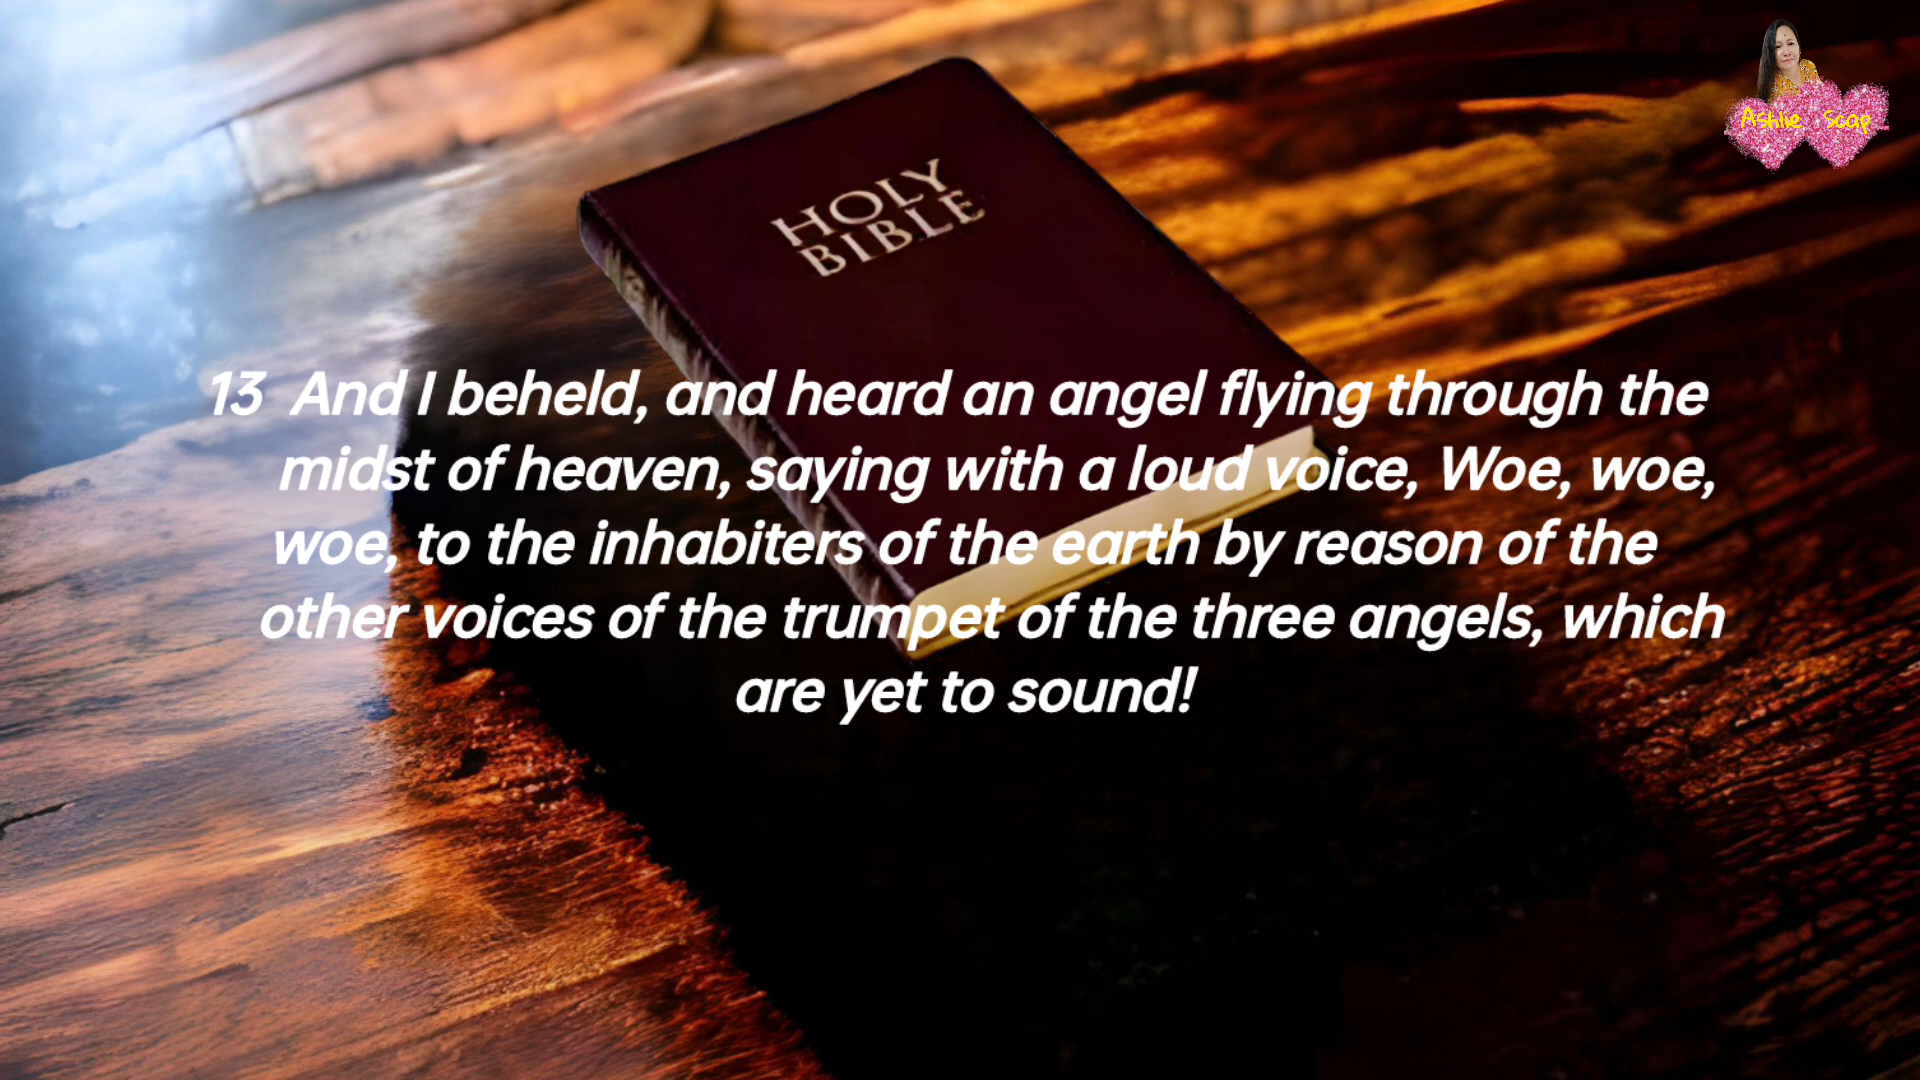 Ashlie Scap
HOLY
BIBLE
13 And I beheld, and heard an angel flying through the
midst of heaven, saying with a loud voice, Woe, woe,
woe, to the inhabiters of the earth by reason of the
other voices of the trumpet of the three angels, which
are yet to sound!